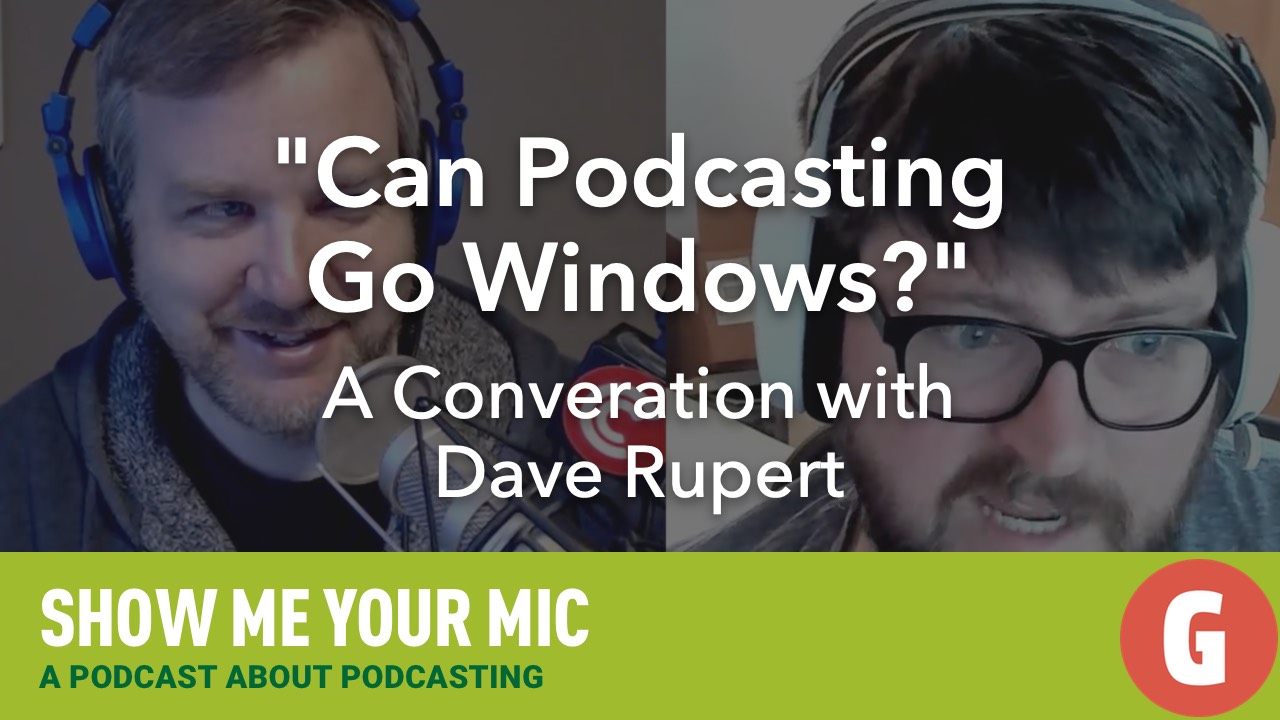 "Can Podcasting
Go Windows?"
A Converation with
Dave Rupert
SHOW ME YOUR MIC
A PODCAST ABOUT PODCASTING
G